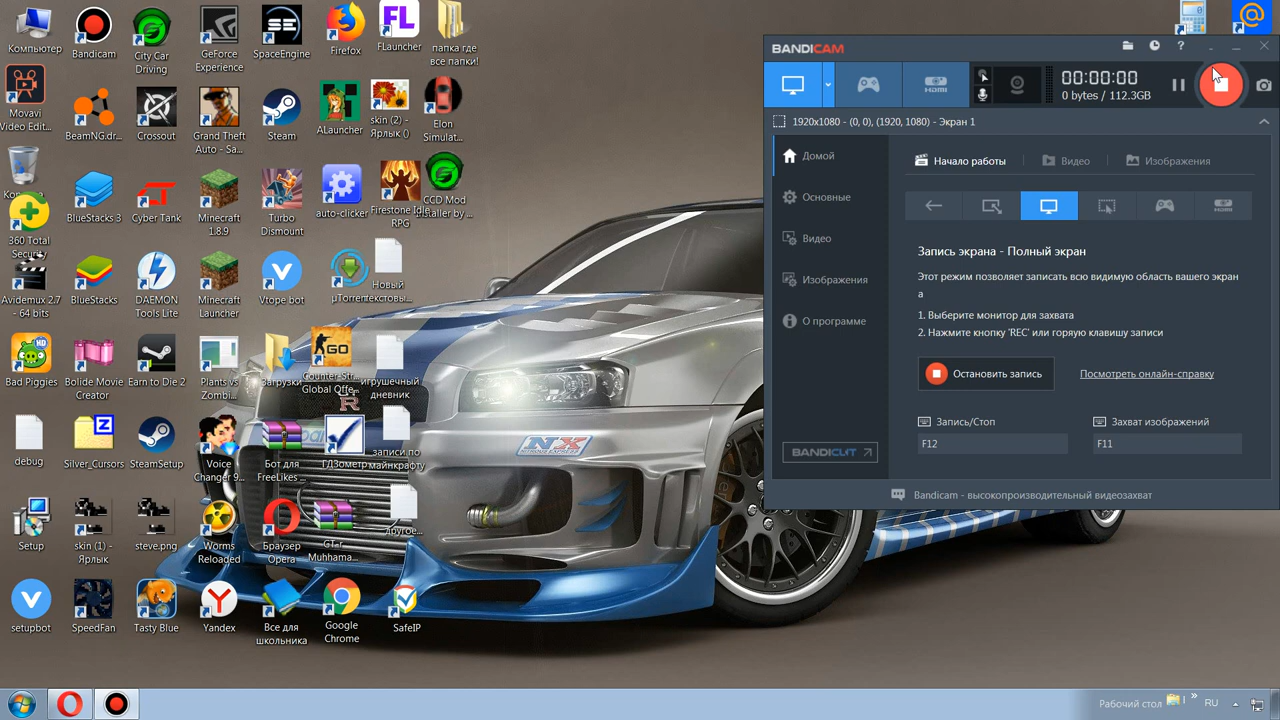 Компьютер
Bandicam
City Car
Driving
GeForce
Experience
SpaceEngine
Firefox
FL
FLauncher
папка где
все папки!
Movavi
Video Edit...
BeamNG.dr...
Crossout
Grand Theft
Auto - Sa...
Steam
ALauncher
skin (2) -
Ярлык ()
Elon
Simulat...
BlueStacks 3
Cyber Tank
Minecraft
1.8.9
Turbo
Dismount
auto-clicker
Firestone Idle
RPG
CCD Mod
360 Total
Security
Avidemux 2.7
- 64 bits
BlueStacks
DAEMON
Tools Lite
Minecraft
Launcher
Vtope bot
µTorrent
Новый
Bad Piggies
Bolide Movie
Creator
Earn to Die 2
Plants vs
Zombi...
Загрузки
GO
Counter-Str...
Global Offe...
игрушечный
дневник
debug
Silver_Cursors
SteamSetup
Voice
Changer 9...
Бот для
FreeLikes ...
ГДЗометр
записи по
майнкрафту
NX
Setup
skin (1) -
Ярлык
steve.png
Worms
Reloaded
Браузер
Opera
Muhhama...
Другое...
setupbot
SpeedFan
Tasty Blue
Yandex
Все для
школьника
Google
Chrome
SafeIP
BANDICAM
HDMI
00:00:00
0 bytes / 112.3GB
1920x1080 - (0, 0), (1920, 1080) - Экран 1
Домой
Основные
Видео
Изображения
О программе
BANDICUT
Начало работы
Видео
Изображения
HDMI
Запись экрана - Полный экран
Этот режим позволяет записать всю видимую область вашего экран
а
1. Выберите монитор для захвата
2. Нажмите кнопку 'REC' или горячую клавишу записи
Остановить запись
Посмотреть онлайн-справку
Запись/Стоп
Захват изображений
F12
F11
Bandicam - высокопроизводительный видеозахват
Рабочий стол
RU